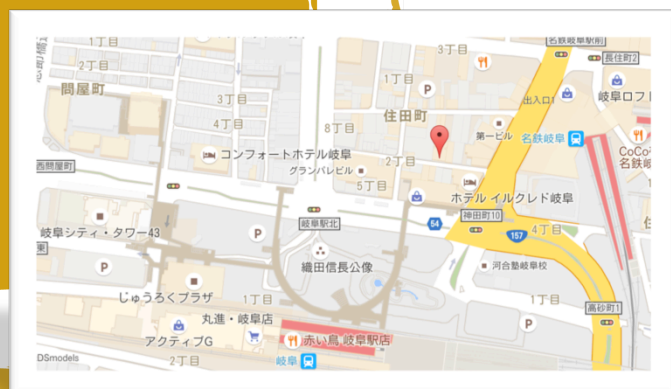 1丁目
3丁目
名鉄岐阜駅前
2丁目
長住町2
問屋町
1丁目
P
岐阜ロフ
3丁目
出入口1
住田町
4丁目
8丁目
第一ビル
名鉄岐阜
CoCo
名鉄岐
コンフォートホテル岐阜
2丁目
西問屋町
グランパレビル
5丁目
ホテル イルクレド岐阜
神田町10
岐阜駅北
54
岐阜シティ・タワー43
P
157
4丁目
東
織田信長公像
河合塾岐阜校
P
じゅうろくプラザ
1丁目
1丁目
高砂町1
丸進・岐阜店
P
アクティブG
赤い鳥 岐阜駅店
DSmodels
2丁目
岐阜